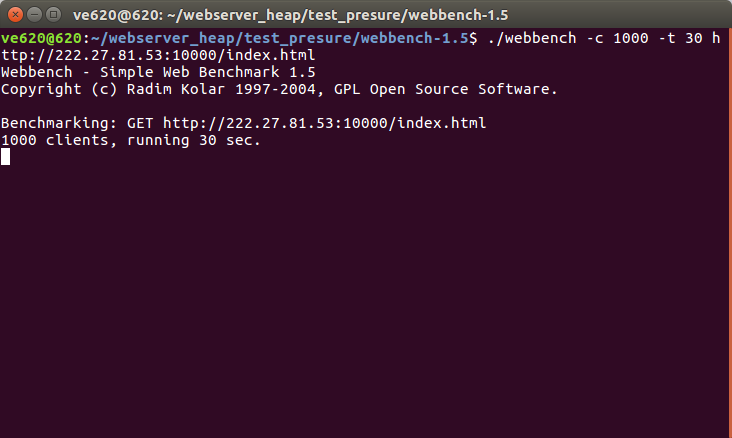 ve620@620: ~/webserver_heap/test_presure/webbench-1.5
ve620@620:~/webserver_heap/test_presure/webbench-1.5$ ./webbench -c 1000 -t 30 h
ttp://222.27.81.53:10000/index.html
Webbench - Simple Web Benchmark 1.5
Copyright (c) Radim Kolar 1997-2004, GPL Open Source Software.
Benchmarking: GET http://222.27.81.53:10000/index.html
1000 clients, running 30 sec.